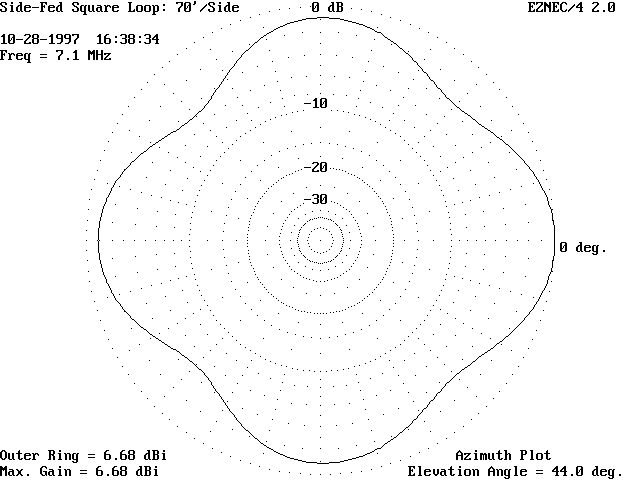 Side-Fed Square Loop: 70'/Side
0 dB
EZNEC/4 2.0
10-28-1997 16:38:34
Freq = 7.1 MHz
-10
-20
-30
0 deg.
Outer Ring = 6.68 dBi
Max. Gain = 6.68 dBi
Azimuth Plot
Elevation Angle = 44.0 deg.